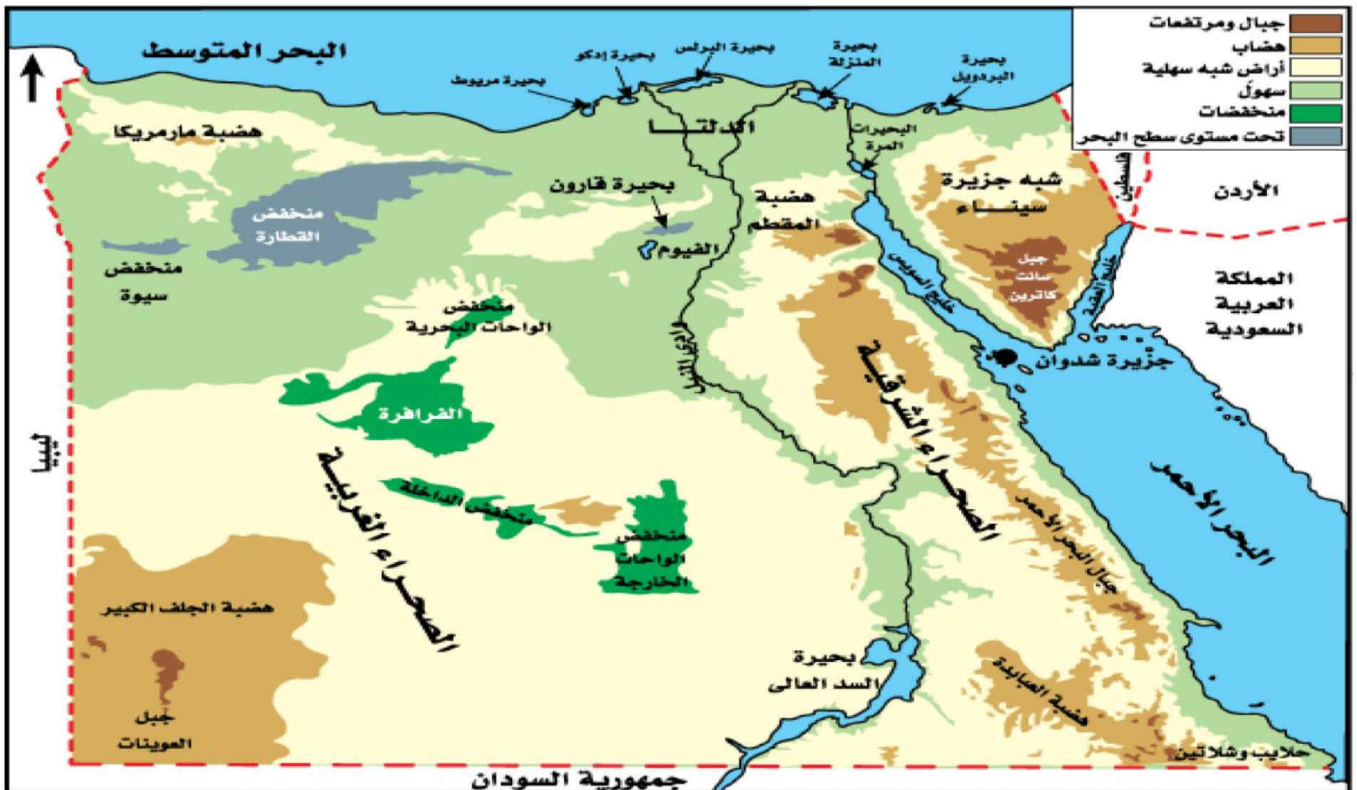 جبال ومرتفعات
هضاب
أراض شبه سهلية
سهول
منخفضات
تحت مستوى سطح البحر
البحر المتوسط
بحيرة مريوط
بحيرة إدكو
بحيرة البرلس
بحيرة
المنزلة
بحيرة
البردويل
هضبة مارمريكا
الدلتـــــا
البحيرات
المرة
شبه جزيرة
سينـــاء
فلسطين
الأردن
منخفض
القطارة
بحيرة قارون
هضبة
المقطم
منخفض
سيوة
الفيوم
جبل
سانت
كاترين
خليج السويس
خليج العقبة
المملكة
العربية
السعودية
منخفض
الواحات البحرية
وادى النيل
جزيرة شدوان
الفرافرة
الصحراء الشرقية
ليبيا
الصحراء الغربية
منخفض الداخلة
منخفض
الواحات
الخارجة
جبال البحر الأحمر
البحر الأحمر
هضبة الجلف الكبير
جبل
العوينات
بحيرة
السد العالى
هضبة العبابدة
حلايب وشلاتين
جمهورية السودان